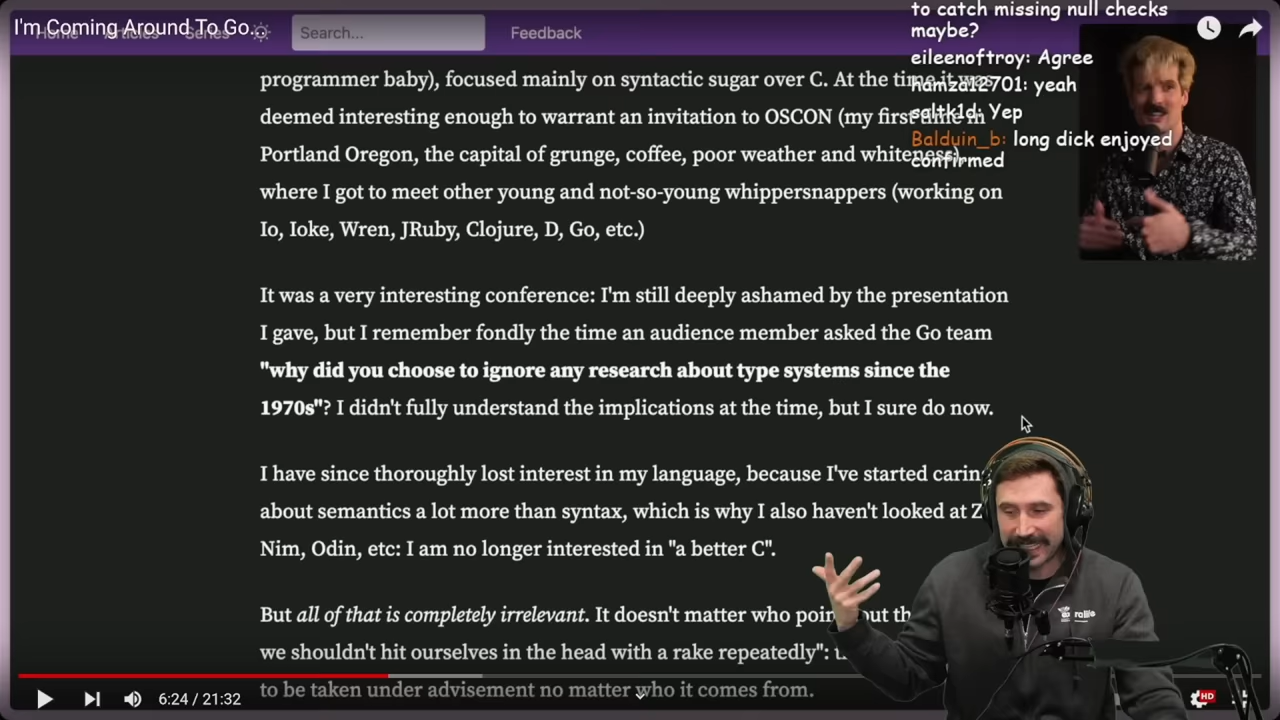 I'm Coming Around To Go...
Home Articles Series
Search...
Feedback
to catch missing null checks
maybe?
eileenoftroy: Agree
hamza12701: yeah
saltk1d: Yep
Balduin_b: long dick enjoyed
confirmed
programmer baby), focused mainly on syntactic sugar over C. At the time it was
deemed interesting enough to warrant an invitation to OSCON (my first time in
Portland Oregon, the capital of grunge, coffee, poor weather and whiteness),
where I got to meet other young and not-so-young whippersnappers (working on
Io, Ioke, Wren, JRuby, Clojure, D, Go, etc.)
It was a very interesting conference: I'm still deeply ashamed by the presentation
I gave, but I remember fondly the time an audience member asked the Go team
"why did you choose to ignore any research about type systems since the
1970s"? I didn't fully understand the implications at the time, but I sure do now.
I have since thoroughly lost interest in my language, because I've started carin
about semantics a lot more than syntax, which is why I also haven't looked at Z
Nim, Odin, etc: I am no longer interested in "a better C".
But all of that is completely irrelevant. It doesn't matter who poin out th
we shouldn't hit ourselves in the head with a rake repeatedly":
to be taken under advisement no matter who it comes from.
6:24 / 21:32
HD